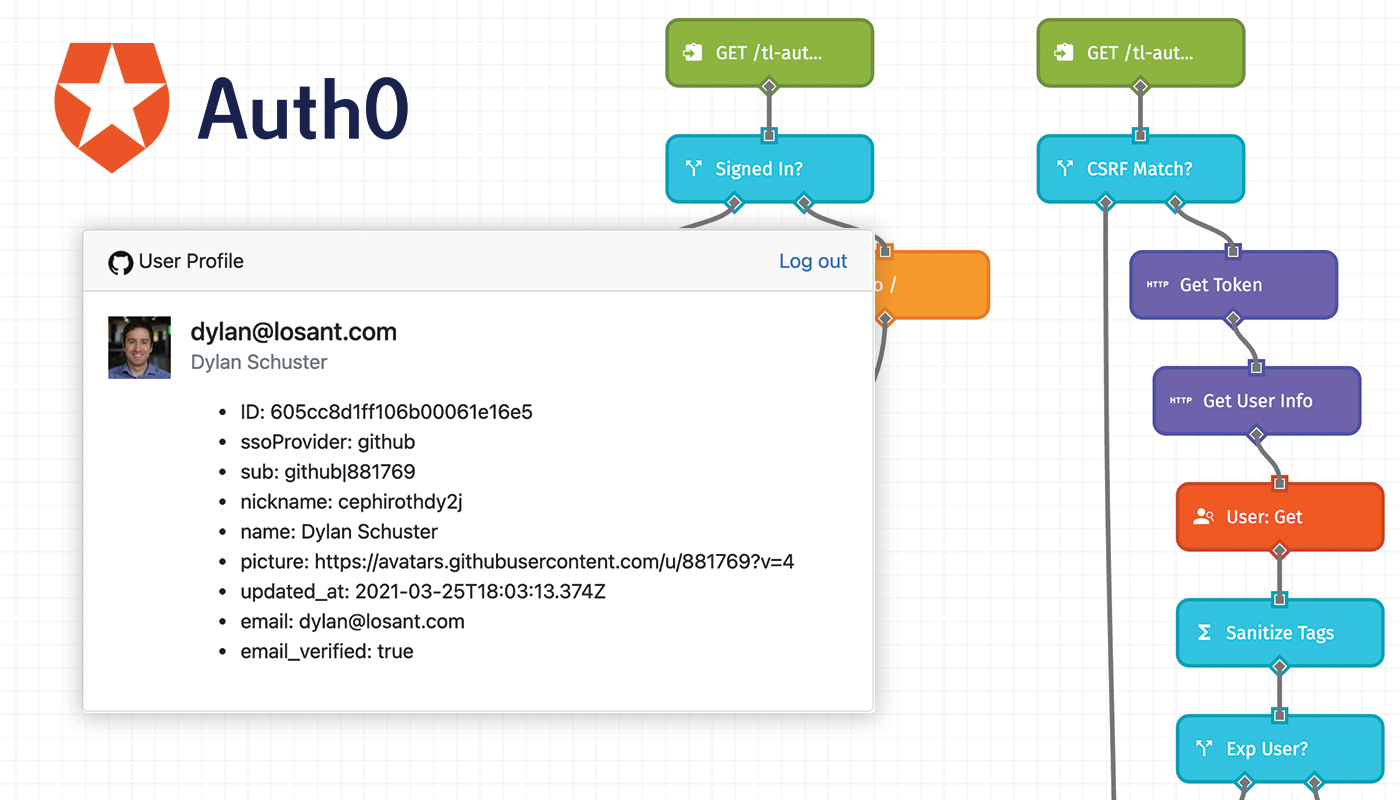 Auth0
GET /tl-aut...
Signed In?
o /
GET /tl-aut...
CSRF Match?
HTTP Get Token
HTTP Get User Info
User: Get
Sanitize Tags
Exp User?
User Profile
Log out
dylan@losant.com
Dylan Schuster
• ID: 605cc8d1ff106b00061e16e5
• ssoProvider: github
• sub: github|881769
• nickname: cephirothdy2j
• name: Dylan Schuster
• picture: https://avatars.githubusercontent.com/u/881769?v=4
• updated_at: 2021-03-25T18:03:13.374Z
• email: dylan@losant.com
• email_verified: true